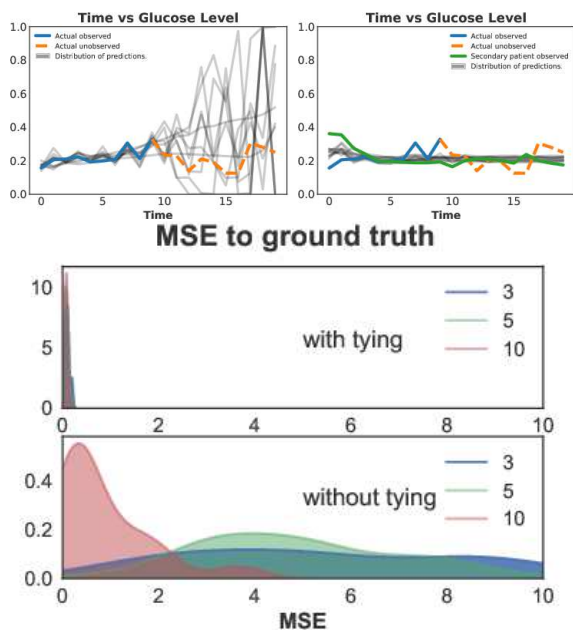 Time vs Glucose Level
Actual observed
Actual unobserved
Distribution of predictions.
1.0
0.8
0.6
0.4
0.2
0.0
0 5 10 15
Time
Time vs Glucose Level
Actual observed
Actual unobserved
Secondary patient observed
Distribution of predictions.
1.0
0.8
0.6
0.4
0.2
0.0
0 5 10 15
Time
MSE to ground truth
10
5
0
3
5
10
with tying
0 2 4 6 8 10
0.4
0.2
0.0
3
5
10
without tying
0 2 4 6 8 10
MSE